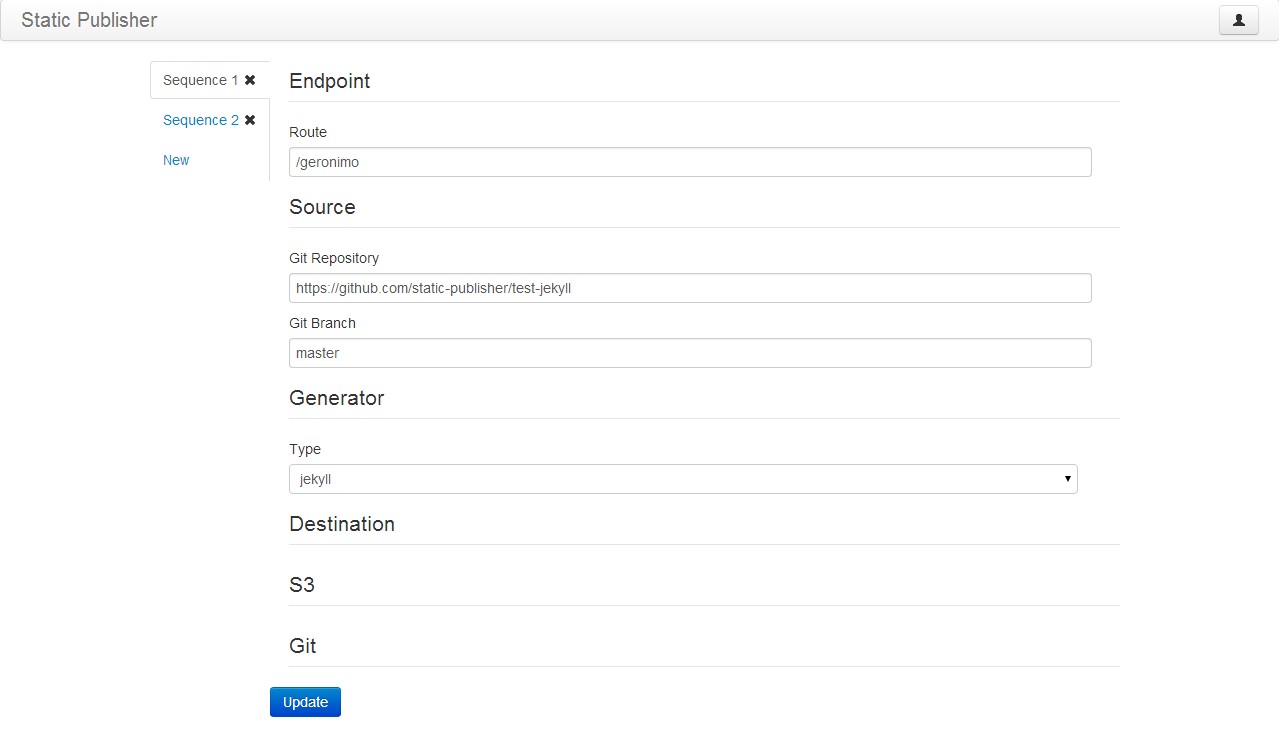 Static Publisher
Sequence 1
Sequence 2
New
Endpoint
Route
/geronimo
Source
Git Repository
https://github.com/static-publisher/test-jekyll
Git Branch
master
Generator
Type
jekyll
Destination
S3
Git
Update